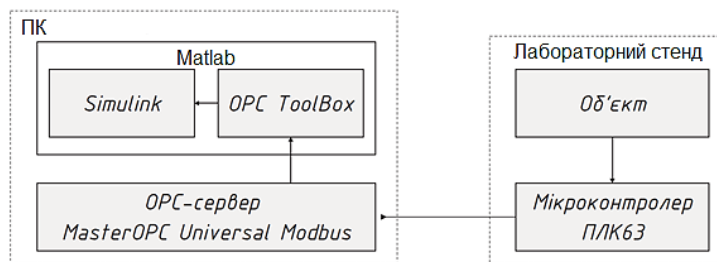 ПК
Matlab
Simulink
OPC ToolBox
OPC-сервер
MasterOPC Universal Modbus
Лабораторний стенд
Об'єкт
Мікроконтролер
ПЛК63